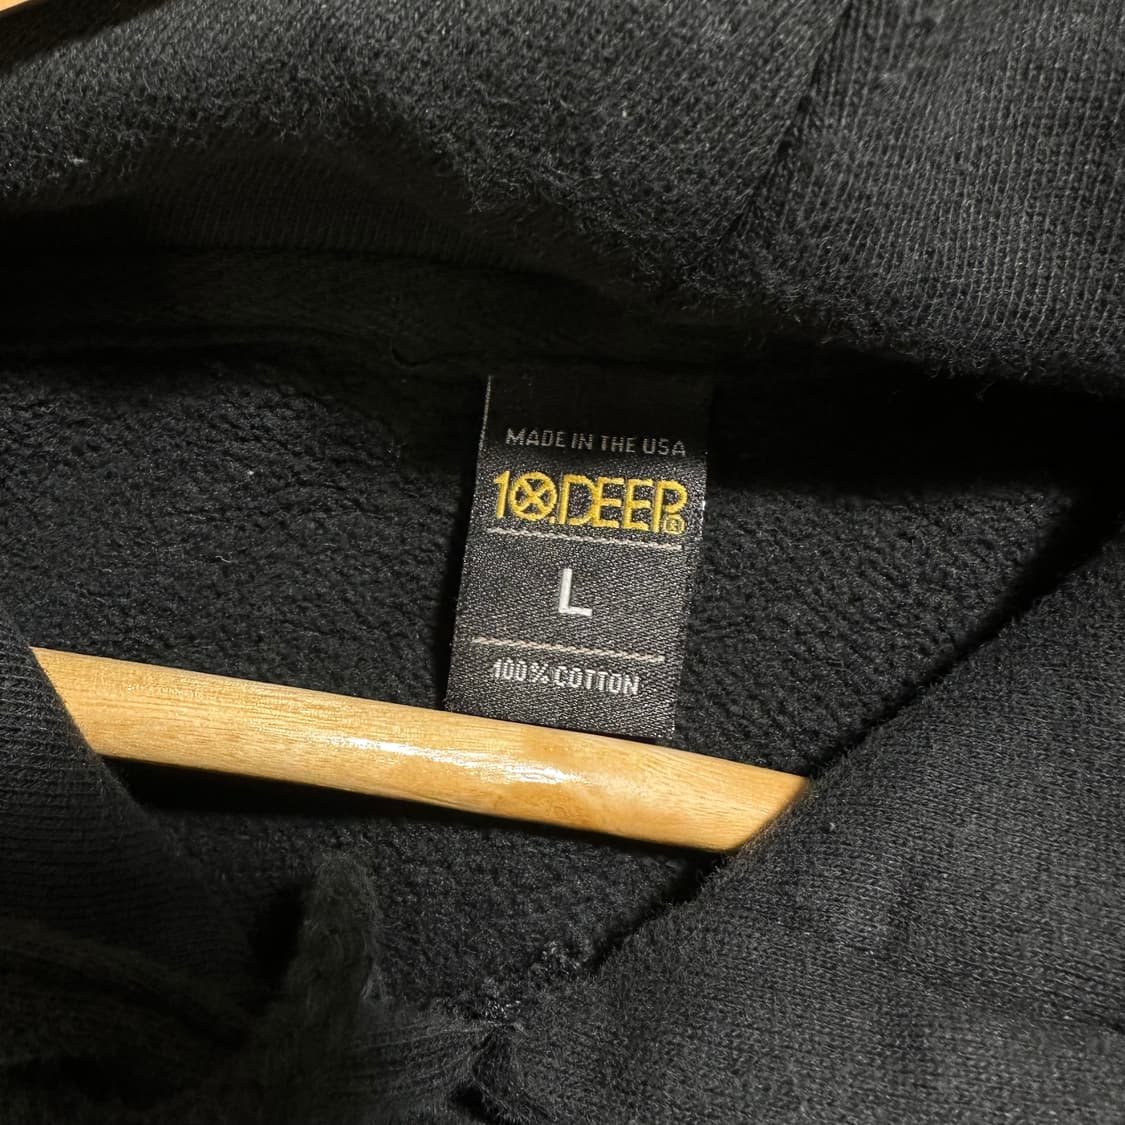 MADE IN THE USA
10.DEEP®
L
100% COTTON